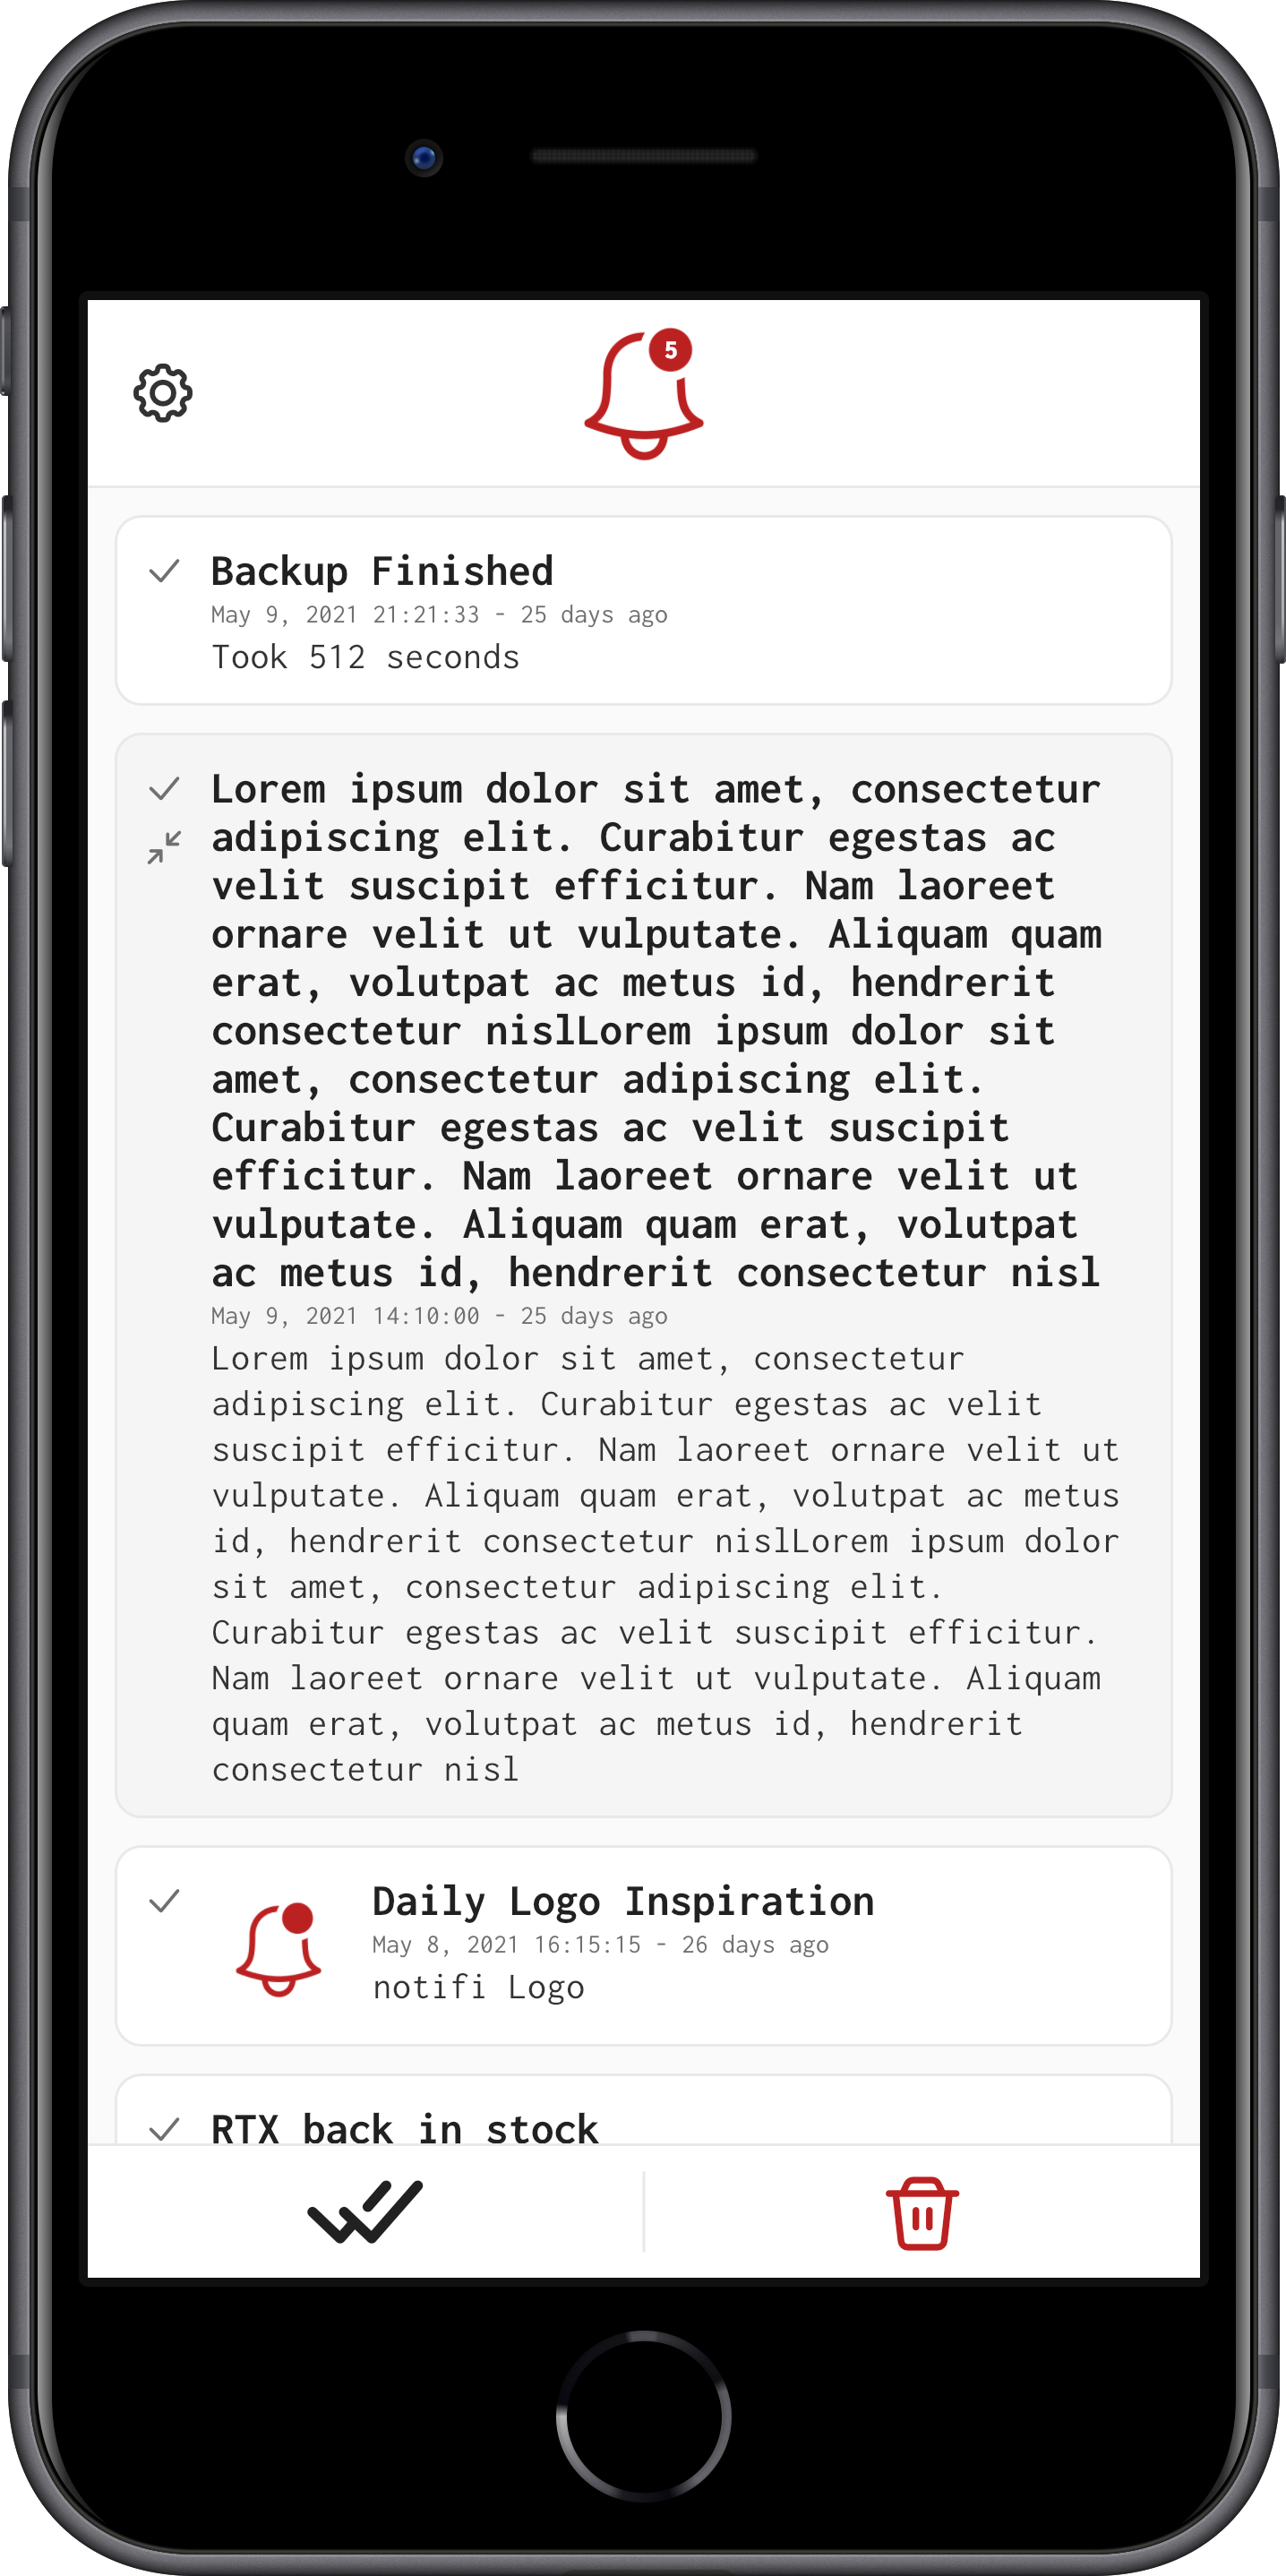 5
Backup Finished
May 9, 2021 21:21:33 - 25 days ago
Took 512 seconds
Lorem ipsum dolor sit amet, consectetur
adipiscing elit. Curabitur egestas ac
velit suscipit efficitur. Nam laoreet
ornare velit ut vulputate. Aliquam quam
erat, volutpat ac metus id, hendrerit
consectetur nislLorem ipsum dolor sit
amet, consectetur adipiscing elit.
Curabitur egestas ac velit suscipit
efficitur. Nam laoreet ornare velit ut
vulputate. Aliquam quam erat, volutpat
ac metus id, hendrerit consectetur nisl
May 9, 2021 14:10:00 - 25 days ago
Lorem ipsum dolor sit amet, consectetur
adipiscing elit. Curabitur egestas ac velit
suscipit efficitur. Nam laoreet ornare velit ut
vulputate. Aliquam quam erat, volutpat ac metus
id, hendrerit consectetur nislLorem ipsum dolor
sit amet, consectetur adipiscing elit.
Curabitur egestas ac velit suscipit efficitur.
Nam laoreet ornare velit ut vulputate. Aliquam
quam erat, volutpat ac metus id, hendrerit
consectetur nisl
Daily Logo Inspiration
May 8, 2021 16:15:15 - 26 days ago
notifi Logo
RTX back in stock